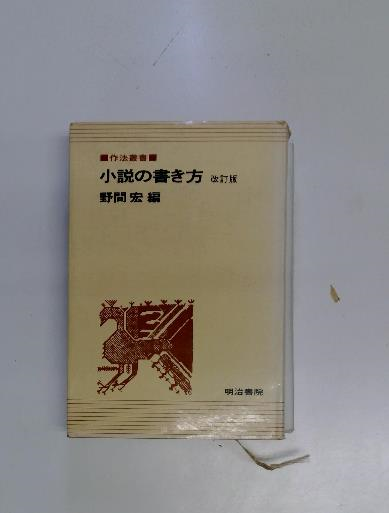 ■作法叢書■
小説の書き方 改訂版
野間宏編
明治書院